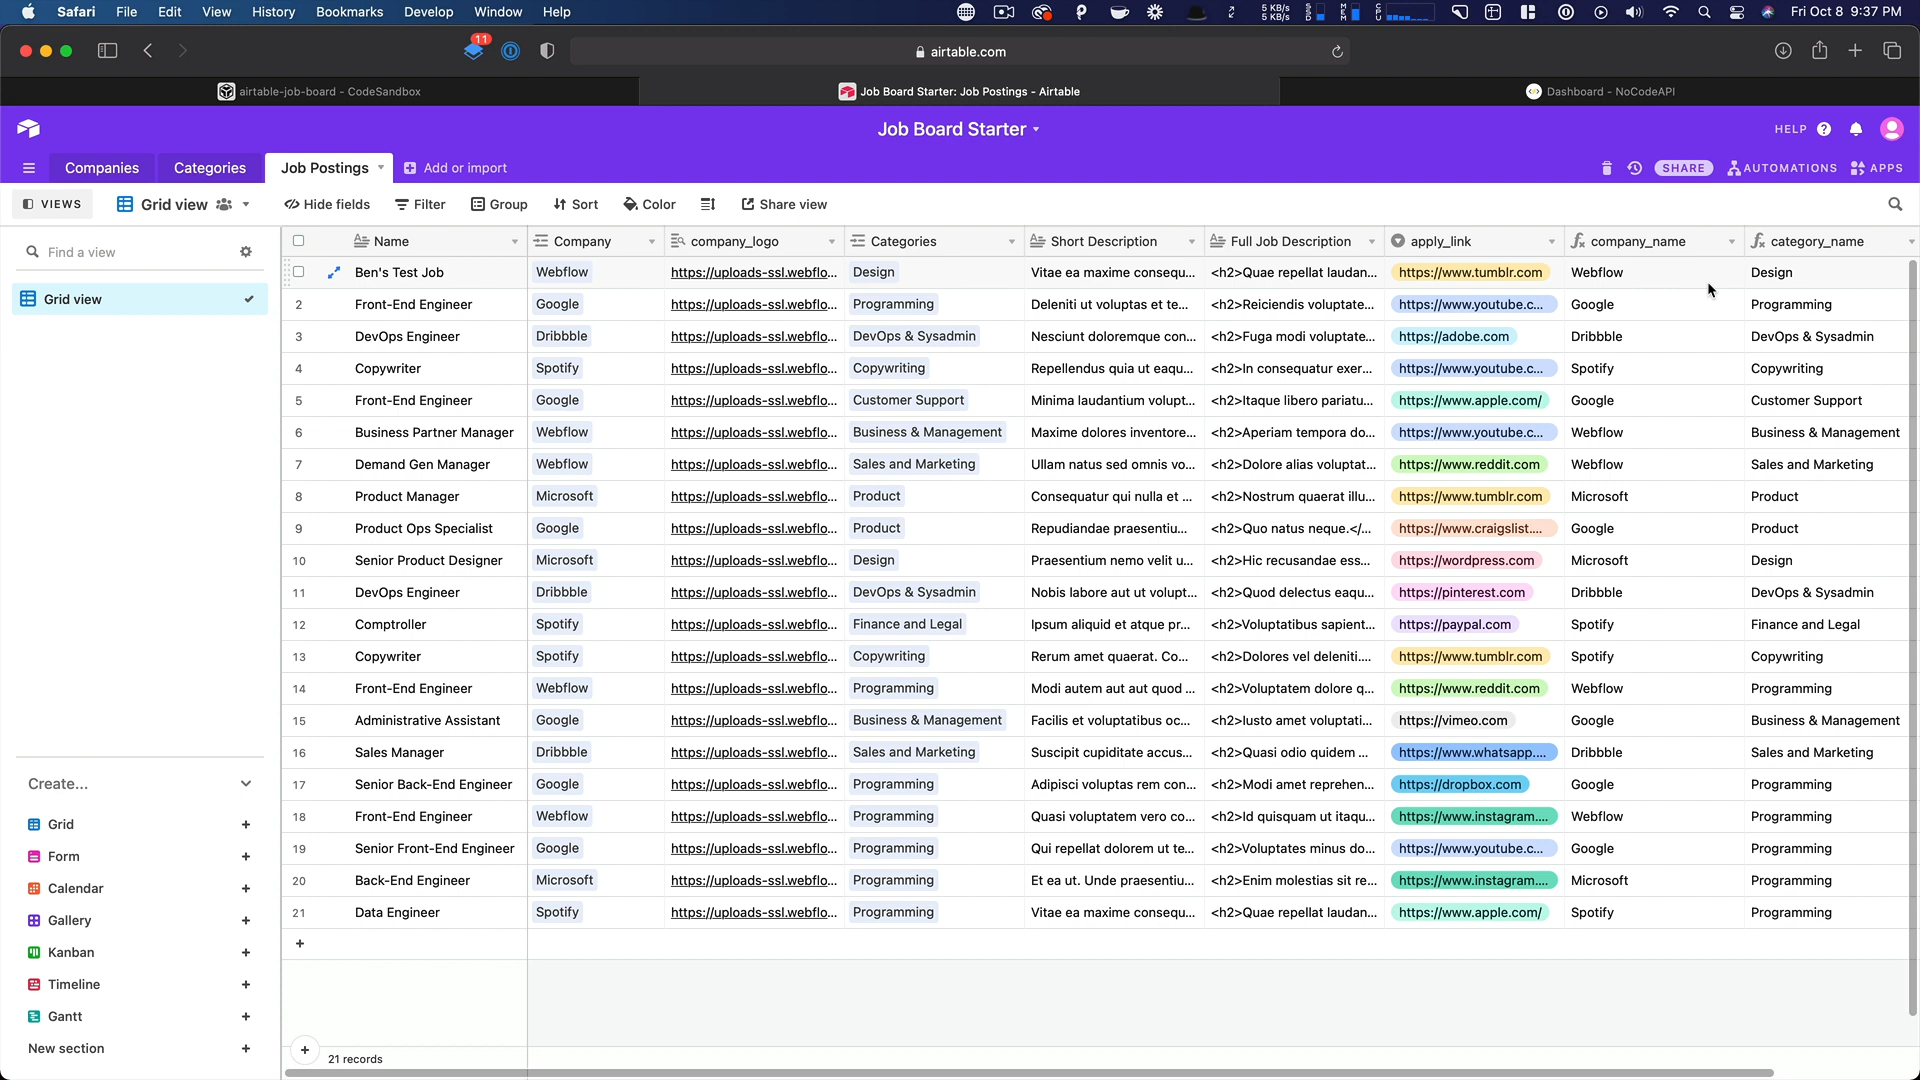 Safari File Edit View History Bookmarks Develop Window Help
5 KB/s
5 KB/s
Fri Oct 8 9:37 PM
11
airtable.com
airtable-job-board - CodeSandbox
Job Board Starter: Job Postings - Airtable
Dashboard - NoCodeAPI
Job Board Starter
HELP
Companies Categories Job Postings Add or import
SHARE AUTOMATIONS APPS
VIEWS Grid view Hide fields Filter Group Sort Color Share view
Find a view
Grid view
Create...
Grid
Form
Calendar
Gallery
Kanban
Timeline
Gantt
New section
Name Company company_logo Categories Short Description Full Job Description apply_link company_name category_name
Ben's Test Job Webflow https://uploads-ssl.webflo... Design Vitae ea maxime consequ... <h2>Quae repellat laudan... https://www.tumblr.com Webflow Design
2 Front-End Engineer Google https://uploads-ssl.webflo... Programming Deleniti ut voluptas et te... <h2>Reiciendis voluptate... https://www.youtube.c... Google Programming
3 DevOps Engineer Dribbble https://uploads-ssl.webflo... DevOps & Sysadmin Nesciunt doloremque con... <h2>Fuga modi voluptate... https://adobe.com Dribbble DevOps & Sysadmin
4 Copywriter Spotify https://uploads-ssl.webflo... Copywriting Repellendus quia ut eaqu... <h2>In consequatur exer... https://www.youtube.c... Spotify Copywriting
5 Front-End Engineer Google https://uploads-ssl.webflo... Customer Support Minima laudantium volupt... <h2>Itaque libero pariatu... https://www.apple.com/ Google Customer Support
6 Business Partner Manager Webflow https://uploads-ssl.webflo... Business & Management Maxime dolores inventore... <h2>Aperiam tempora do... https://www.youtube.c... Webflow Business & Management
7 Demand Gen Manager Webflow https://uploads-ssl.webflo... Sales and Marketing Ullam natus sed omnis vo... <h2>Dolore alias voluptat... https://www.reddit.com Webflow Sales and Marketing
8 Product Manager Microsoft https://uploads-ssl.webflo... Product Consequatur qui nulla et ... <h2>Nostrum quaerat illu... https://www.tumblr.com Microsoft Product
9 Product Ops Specialist Google https://uploads-ssl.webflo... Product Repudiandae praesentiu... <h2>Quo natus neque.</... https://www.craigslist.... Google Product
10 Senior Product Designer Microsoft https://uploads-ssl.webflo... Design Praesentium nemo velit u... <h2>Hic recusandae ess... https://wordpress.com Microsoft Design
11 DevOps Engineer Dribbble https://uploads-ssl.webflo... DevOps & Sysadmin Nobis labore aut ut volupt... <h2>Quod delectus eaqu... https://pinterest.com Dribbble DevOps & Sysadmin
12 Comptroller Spotify https://uploads-ssl.webflo... Finance and Legal Ipsum aliquid et atque pr... <h2>Voluptatibus sapient... https://paypal.com Spotify Finance and Legal
13 Copywriter Spotify https://uploads-ssl.webflo... Copywriting Rerum amet quaerat. Co... <h2>Dolores vel deleniti.... https://www.tumblr.com Spotify Copywriting
14 Front-End Engineer Webflow https://uploads-ssl.webflo... Programming Modi autem aut aut quod ... <h2>Voluptatem dolore q... https://www.reddit.com Webflow Programming
15 Administrative Assistant Google https://uploads-ssl.webflo... Business & Management Facilis et voluptatibus oc... <h2>Iusto amet voluptati... https://vimeo.com Google Business & Management
16 Sales Manager Dribbble https://uploads-ssl.webflo... Sales and Marketing Suscipit cupiditate accus... <h2>Quasi odio quidem ... https://www.whatsapp.... Dribbble Sales and Marketing
17 Senior Back-End Engineer Google https://uploads-ssl.webflo... Programming Adipisci voluptas rem con... <h2>Modi amet reprehen... https://dropbox.com Google Programming
18 Front-End Engineer Webflow https://uploads-ssl.webflo... Programming Quasi voluptatem vero co... <h2>Id quisquam ut itaqu... https://www.instagram.... Webflow Programming
19 Senior Front-End Engineer Google https://uploads-ssl.webflo... Programming Qui repellat dolorem ut te... <h2>Voluptates minus do... https://www.youtube.c... Google Programming
20 Back-End Engineer Microsoft https://uploads-ssl.webflo... Programming Et ea ut. Unde praesentiu... <h2>Enim molestias sit re... https://www.instagram.... Microsoft Programming
21 Data Engineer Spotify https://uploads-ssl.webflo... Programming Vitae ea maxime consequ... <h2>Quae repellat laudan... https://www.apple.com/ Spotify Programming
21 records